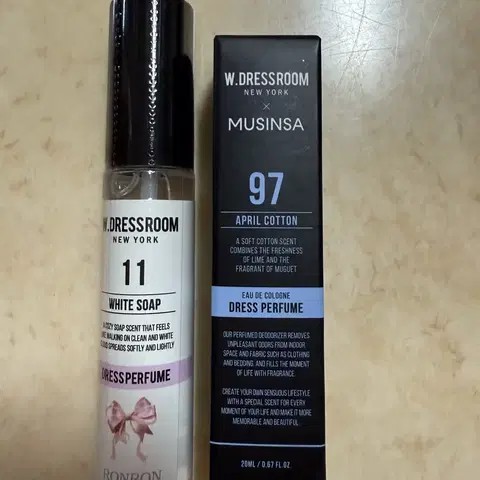 W.DRESSROOM
NEW YORK
11
WHITE SOAP
A COZY SOAP SCENT THAT FEELS
WALKING ON CLEAN AND WHITE
SPREADS SOFTLY AND LIGHTLY
DRESS PERFUME
RONRON
W.DRESSROOM
NEW YORK
×
MUSINSA
97
APRIL COTTON
A SOFT COTTON SCENT
COMBINES THE FRESHNESS
OF LIME AND THE
FRAGRANT OF MUGUET
EAU DE COLOGNE
DRESS PERFUME
OUR PERFUMED DEODORIZER REMOVES
UNPLEASANT ODORS FROM INDOOR
SPACE AND FABRIC SUCH AS CLOTHING
AND BEDDING, AND FILLS THE MOMENT
OF LIFE WITH FRAGRANCE.
CREATE YOUR OWN SENSUOUS LIFESTYLE
WITH A SPECIAL SCENT FOR EVERY
MOMENT OF YOUR LIFE AND MAKE IT MORE
MEMORABLE AND BEAUTIFUL.
20ML / 0.67 FL.OZ.